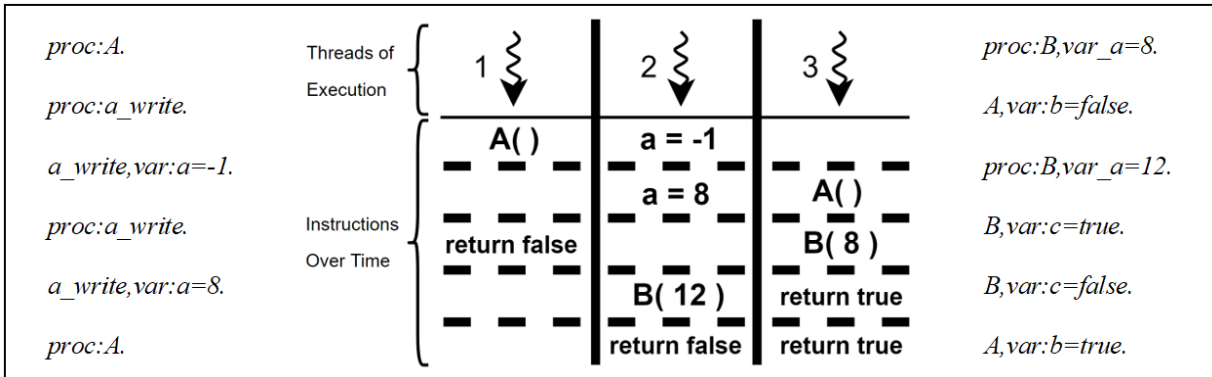 proc:A.
proc:a_write.
a_write,var:a=-1.
proc:a_write.
a_write,var:a=8.
proc:A.
Threads of
Execution
1
2
3
Instructions
Over Time
A( )
a = -1
a = 8
A( )
return false
B( 8 )
B( 12 )
return true
return false
return true
proc:B,var_a=8.
A,var:b=false.
proc:B,var_a=12.
B,var:c=true.
B,var:c=false.
A,var:b=true.